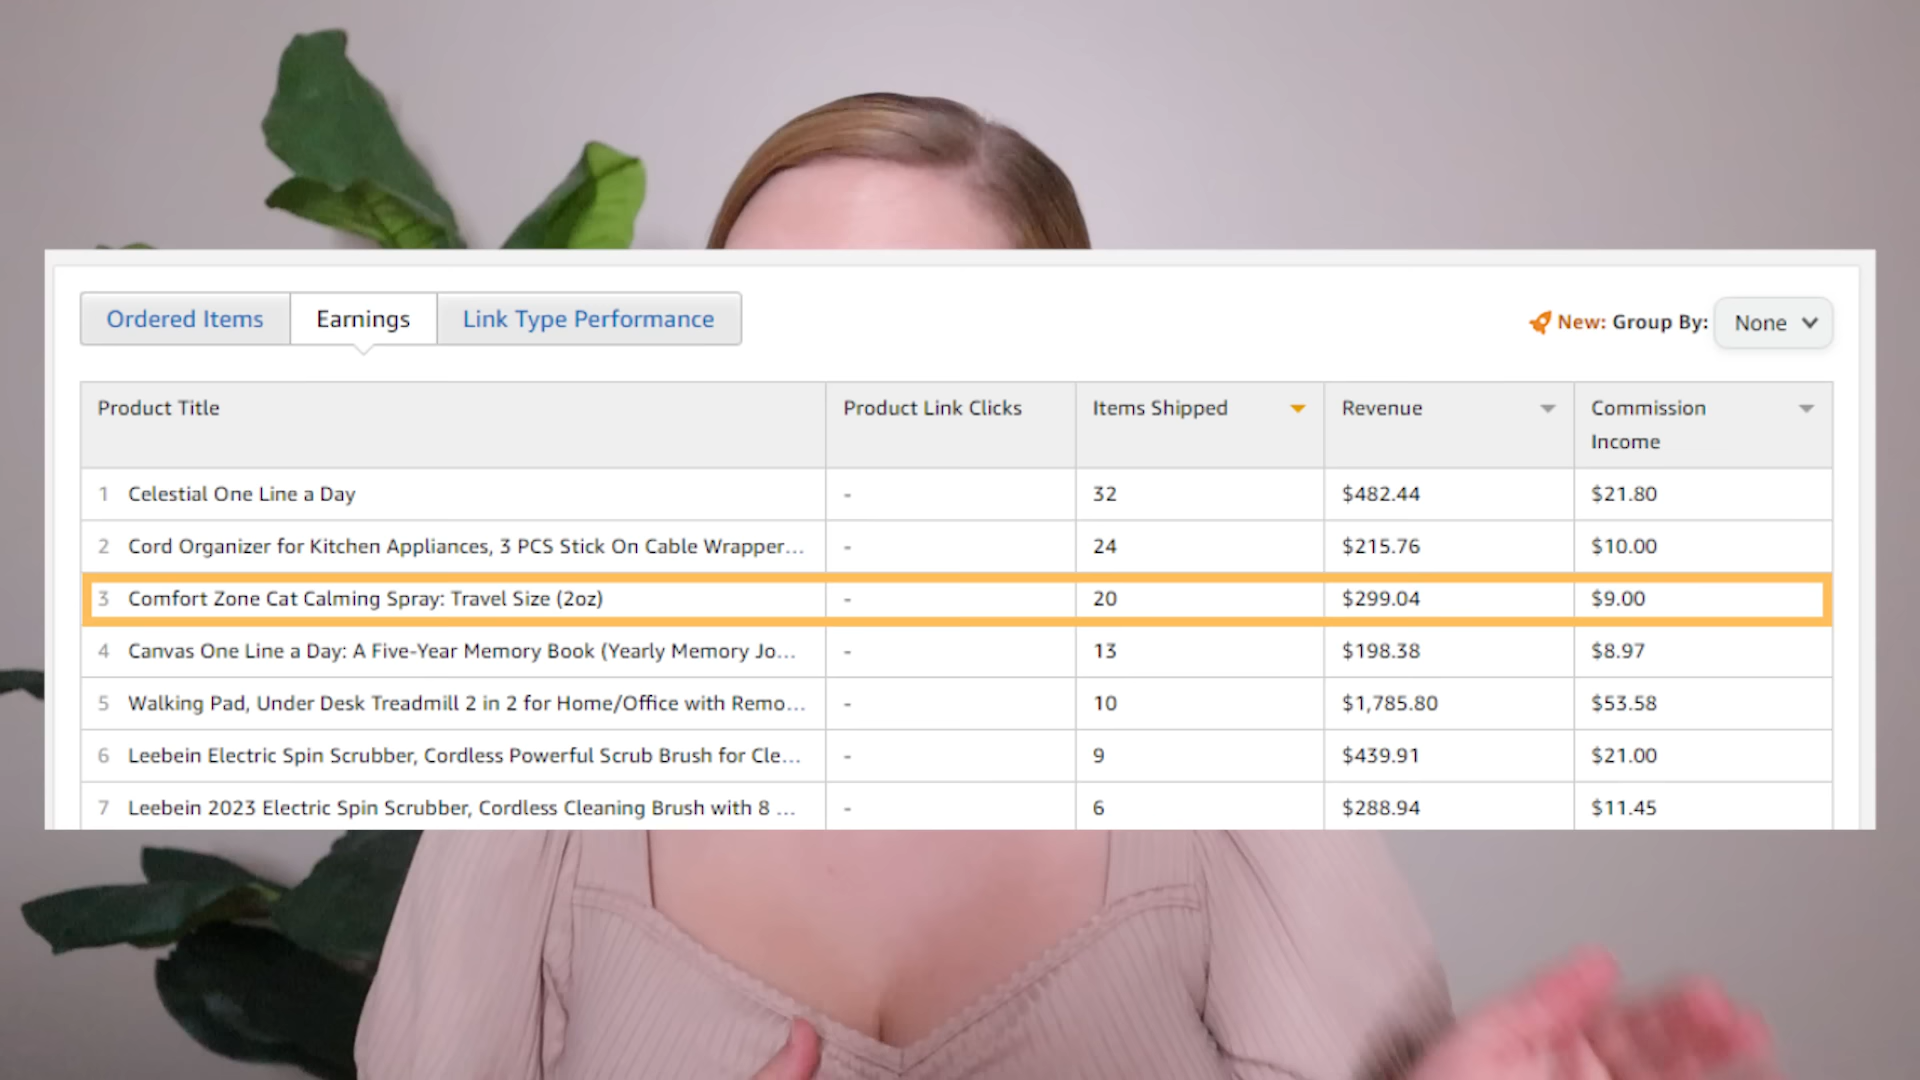 Ordered Items Earnings Link Type Performance New: Group By: None
Product Title Product Link Clicks Items Shipped Revenue Commission
Income
1 Celestial One Line a Day - 32 $482.44 $21.80
2 Cord Organizer for Kitchen Appliances, 3 PCS Stick On Cable Wrapper... - 24 $215.76 $10.00
3 Comfort Zone Cat Calming Spray: Travel Size (2oz) - 20 $299.04 $9.00
4 Canvas One Line a Day: A Five-Year Memory Book (Yearly Memory Jo... - 13 $198.38 $8.97
5 Walking Pad, Under Desk Treadmill 2 in 2 for Home/Office with Remo... - 10 $1,785.80 $53.58
6 Leebein Electric Spin Scrubber, Cordless Powerful Scrub Brush for Cle... - 9 $439.91 $21.00
7 Leebein 2023 Electric Spin Scrubber, Cordless Cleaning Brush with 8 ... - 6 $288.94 $11.45